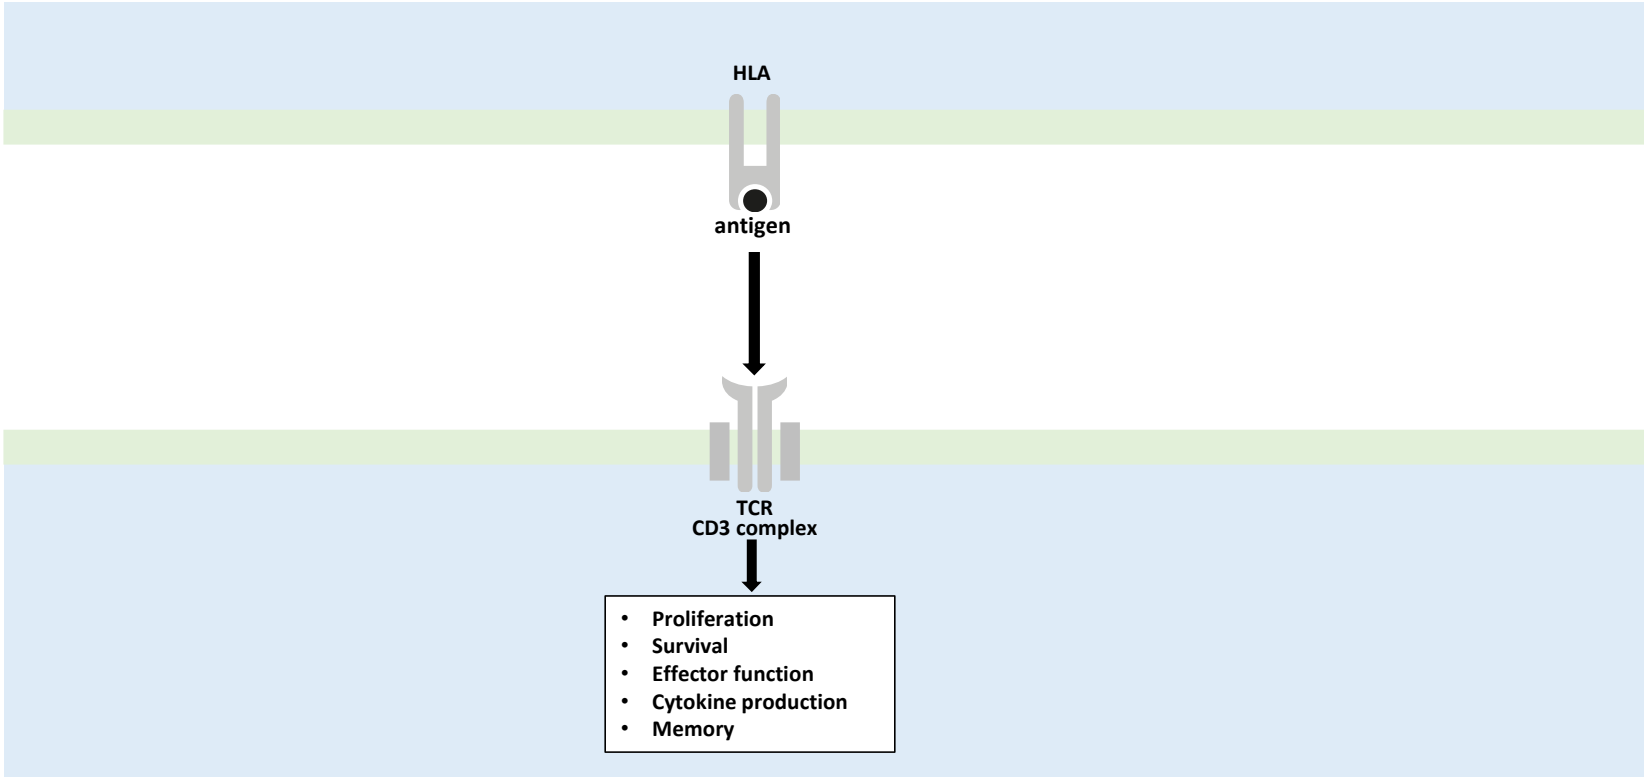 HLA
antigen
TCR
CD3 complex
• Proliferation
• Survival
• Effector function
• Cytokine production
• Memory